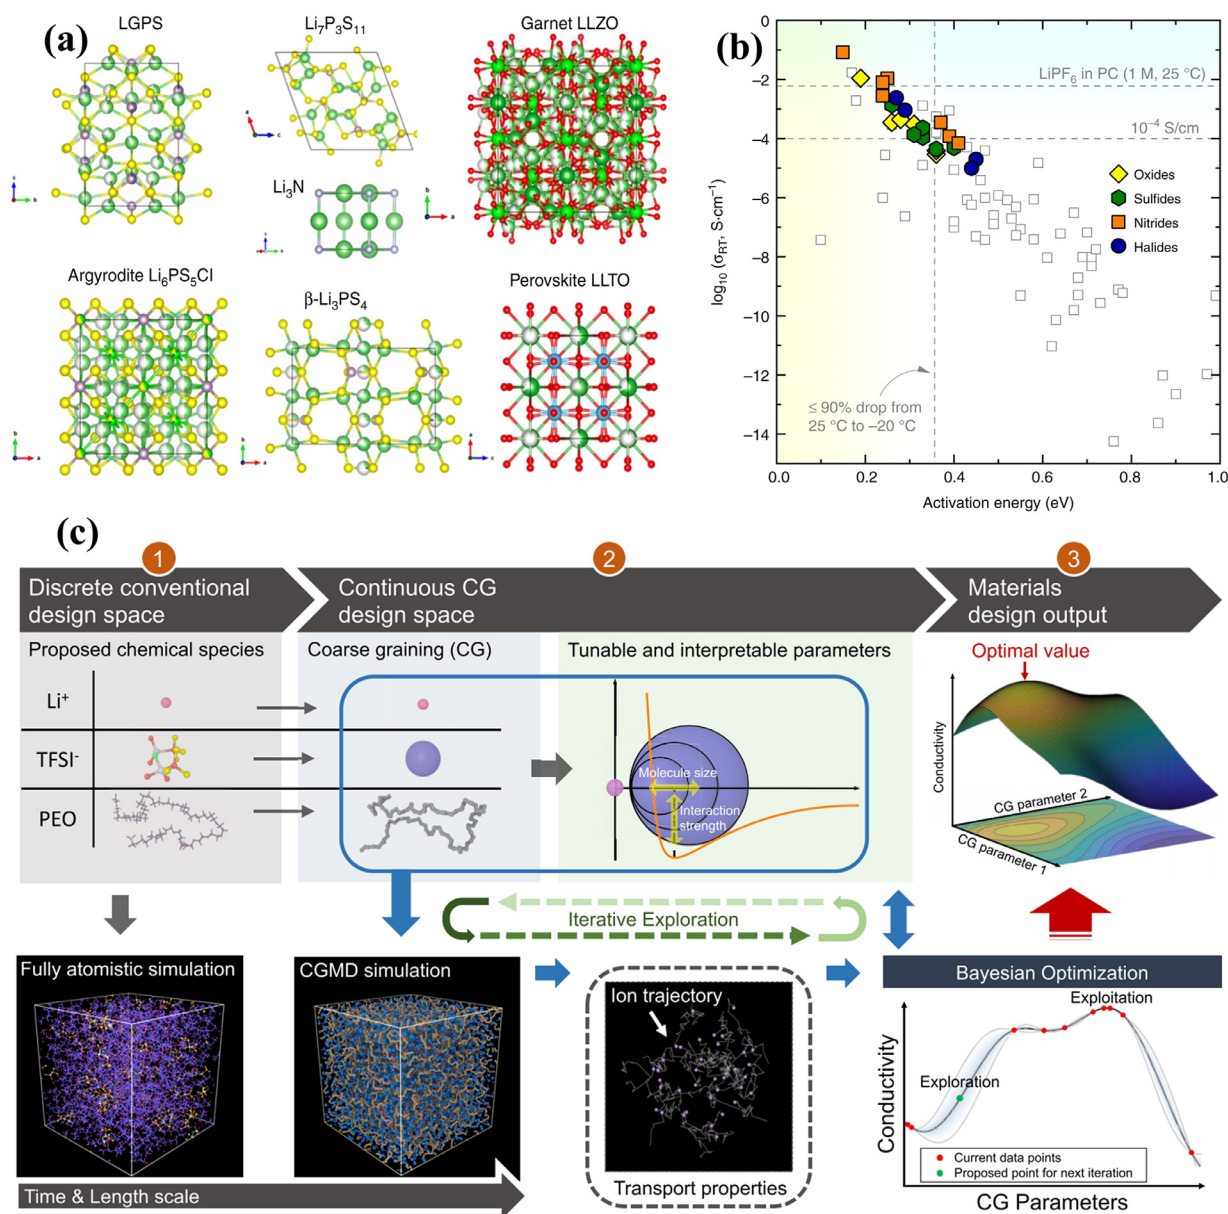 (a)
LGPS
Li₇P₃S₁₁
Garnet LLZO
Li₃N
Argyrodite Li₆PS₅Cl
β-Li₃PS₄
Perovskite LLTO
(b)
log₁₀ (σRT, S·cm⁻¹)
0
−2
−4
−6
−8
−10
−12
−14
LiPF₆ in PC (1 M, 25 °C)
10⁻⁴ S/cm
Oxides
Sulfides
Nitrides
Halides
≤ 90% drop from
25 °C to −20 °C
0.0 0.2 0.4 0.6 0.8 1.0
Activation energy (eV)
(c)
1
2
3
Discrete conventional
design space
Continuous CG
design space
Materials
design output
Proposed chemical species
Coarse graining (CG)
Tunable and interpretable parameters
Optimal value
Li⁺
TFSI⁻
PEO
Molecule size
Interaction
strength
Conductivity
CG parameter 2
CG parameter 1
Iterative Exploration
Fully atomistic simulation
CGMD simulation
Ion trajectory
Transport properties
Bayesian Optimization
Exploitation
Exploration
Conductivity
Current data points
Proposed point for next iteration
CG Parameters
Time & Length scale